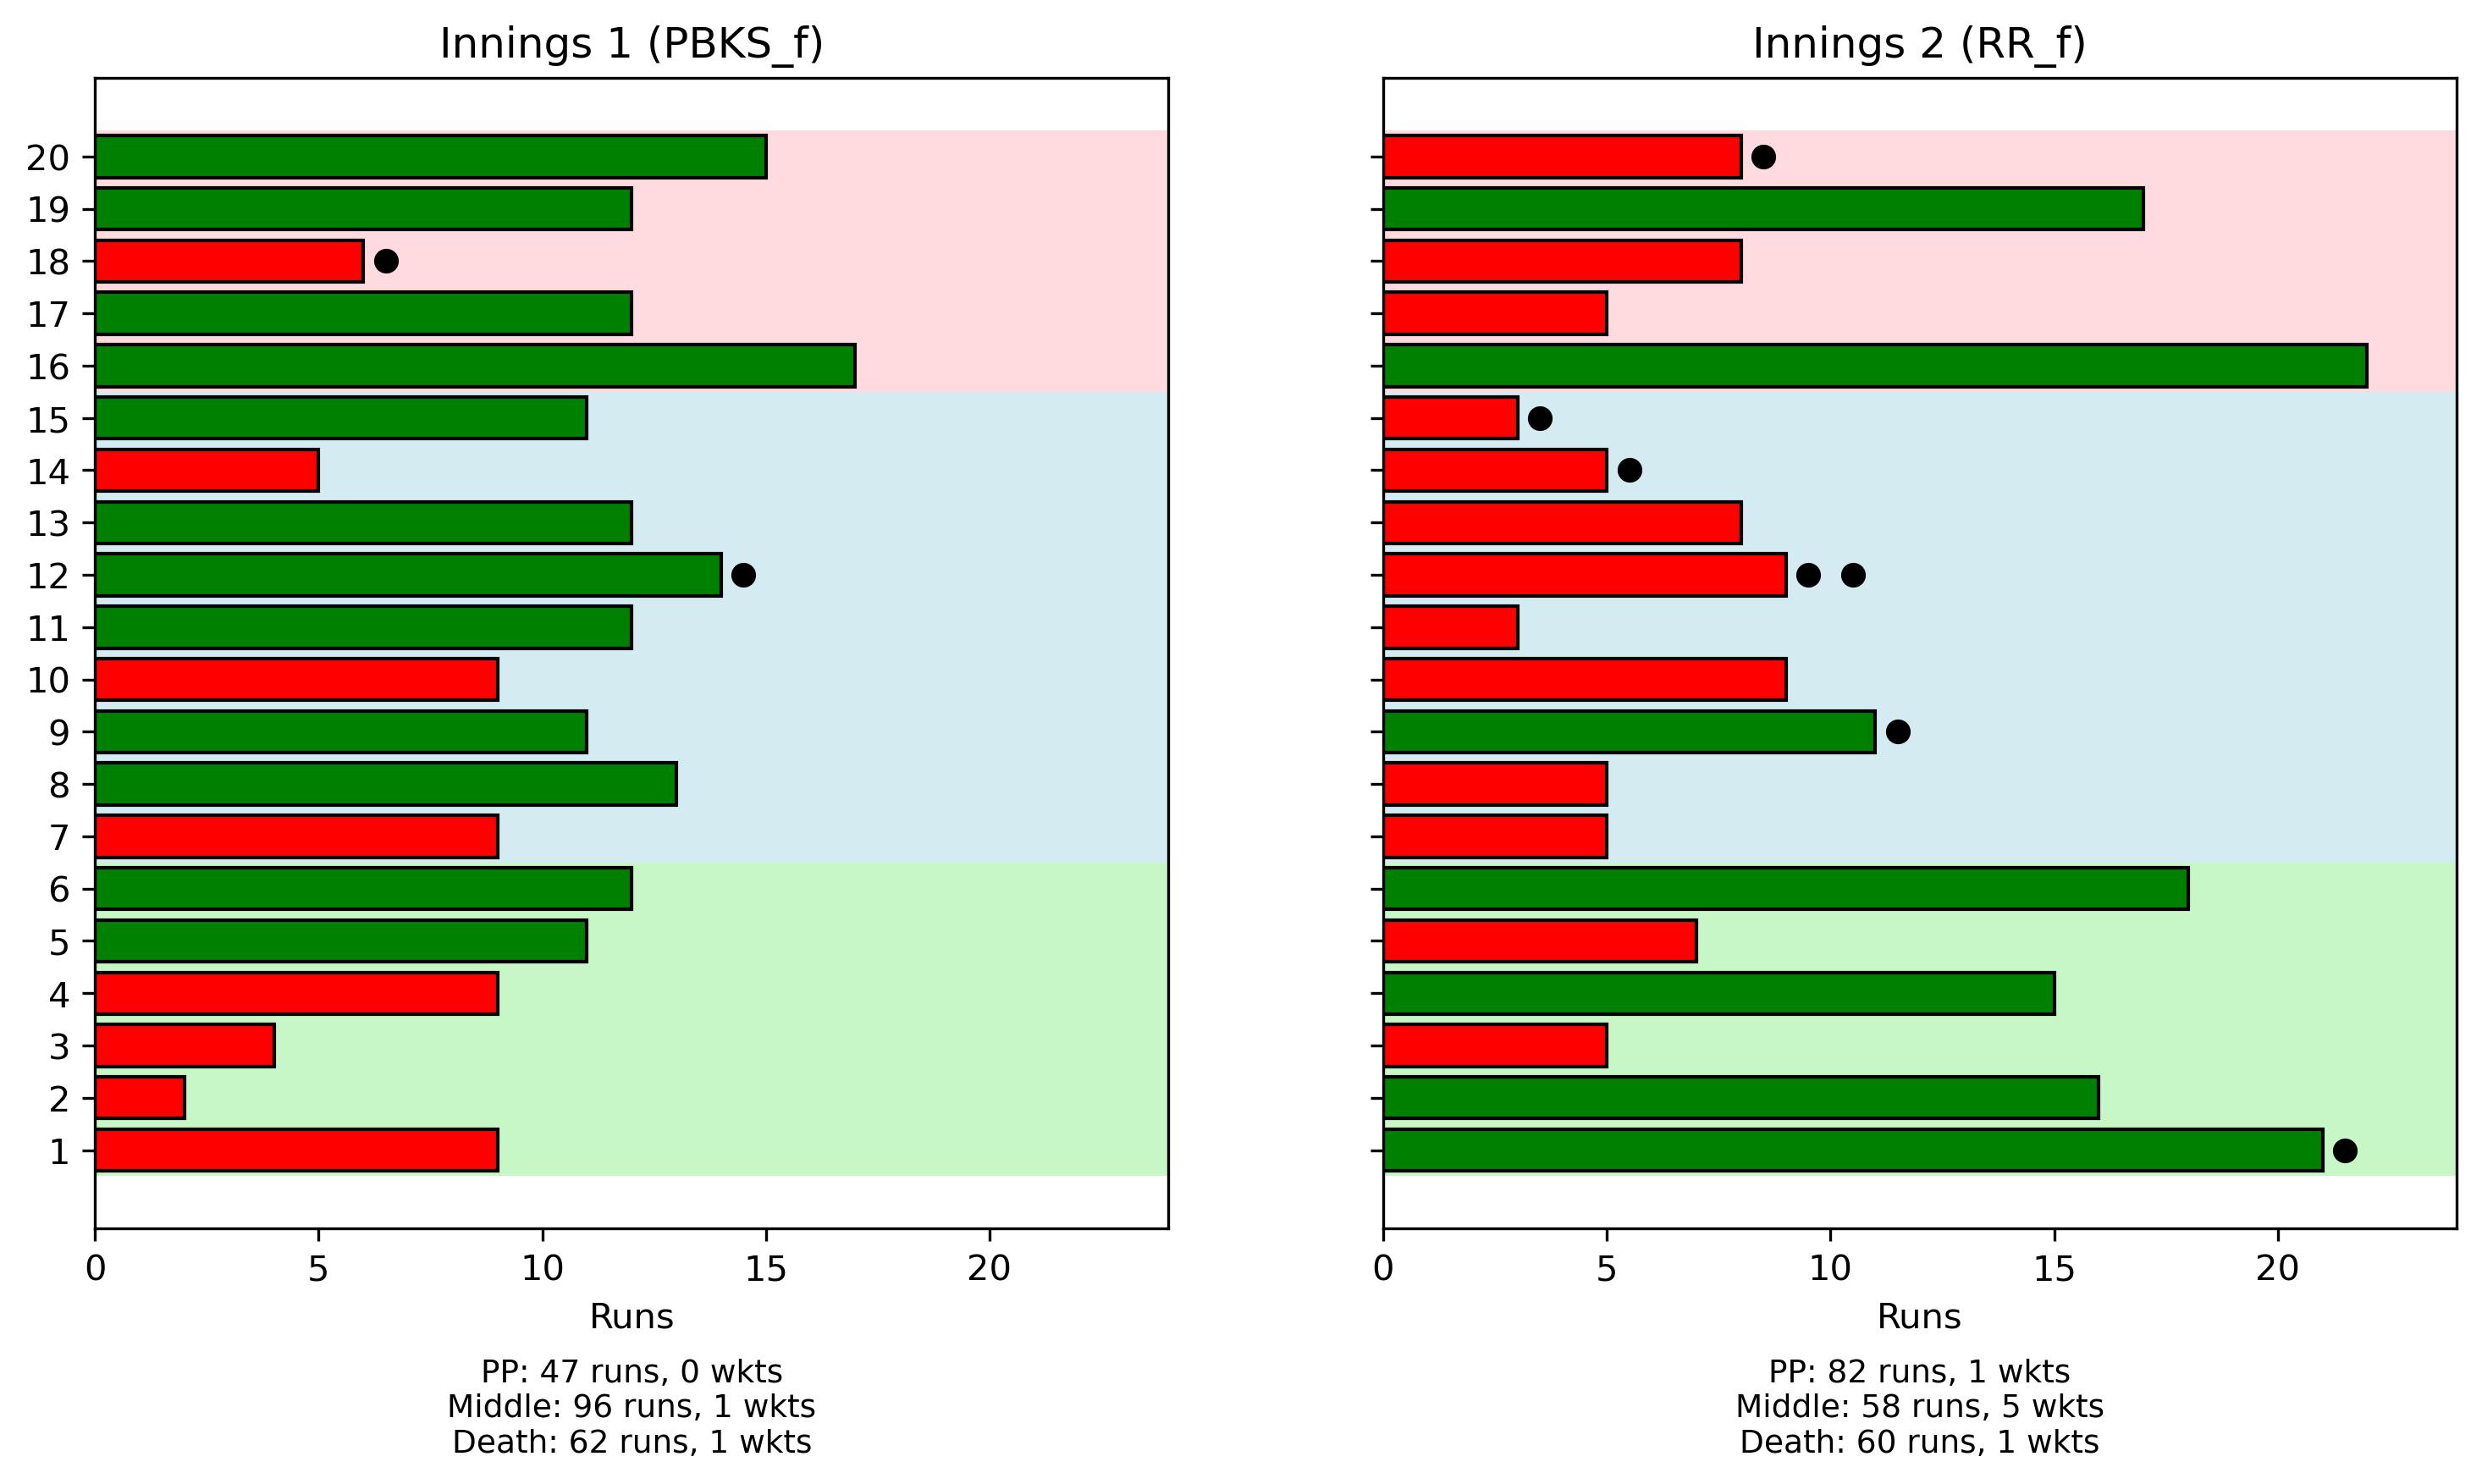 Innings 1 (PBKS_f)
20
19
18
17
16
15
14
13
12
11
10
9
8
7
6
5
4
3
2
1
0 5 10 15 20
Runs
PP: 47 runs, 0 wkts
Middle: 96 runs, 1 wkts
Death: 62 runs, 1 wkts
Innings 2 (RR_f)
0 5 10 15 20
Runs
PP: 82 runs, 1 wkts
Middle: 58 runs, 5 wkts
Death: 60 runs, 1 wkts